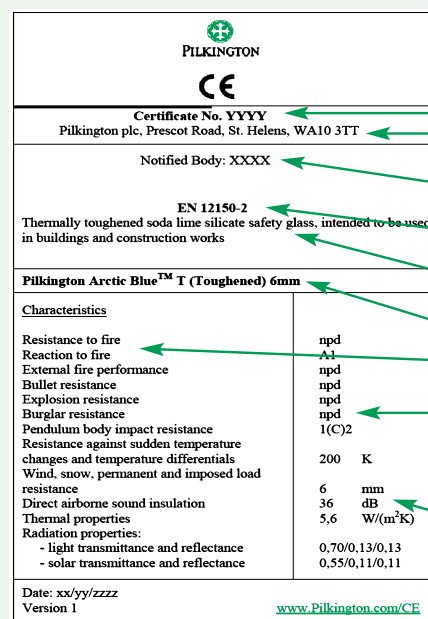 PILKINGTON
CE
Certificate No. YYYY
Pilkington plc, Prescot Road, St. Helens, WA10 3TT
Notified Body: XXXX
EN 12150-2
Thermally toughened soda lime silicate safety glass, intended to be used
in buildings and construction works
Pilkington Arctic Blue™ T (Toughened) 6mm
Characteristics
Resistance to fire npd
Reaction to fire A1
External fire performance npd
Bullet resistance npd
Explosion resistance npd
Burglar resistance npd
Pendulum body impact resistance 1(C)2
Resistance against sudden temperature
changes and temperature differentials 200 K
Wind, snow, permanent and imposed load
resistance 6 mm
Direct airborne sound insulation 36 dB
Thermal properties 5,6 W/(m²K)
Radiation properties:
- light transmittance and reflectance 0,70/0,13/0,13
- solar transmittance and reflectance 0,55/0,11/0,11
Date: xx/yy/zzzz
Version 1 www.Pilkington.com/CE